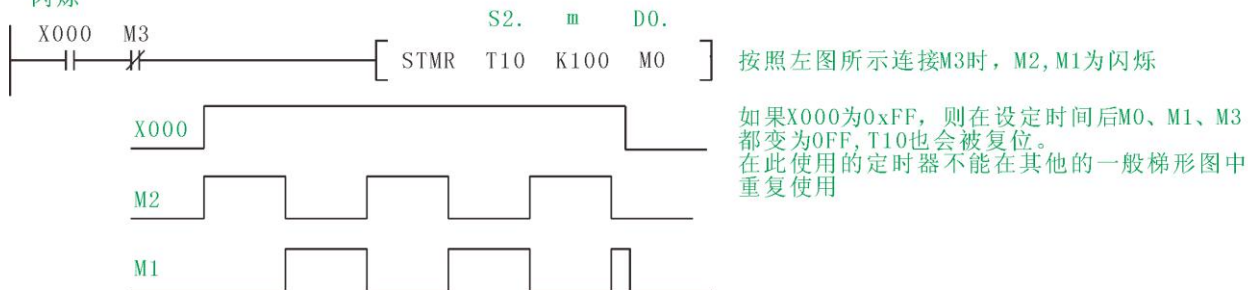 S2. m D0.
X000 M3
STMR T10 K100 M0
按照左图所示连接M3时，M2,M1为闪烁
如果X000为0xFF，则在设定时间后M0、M1、M3
都变为0FF,T10也会被复位。
在此使用的定时器不能在其他的一般梯形图中
重复使用
X000
M2
M1